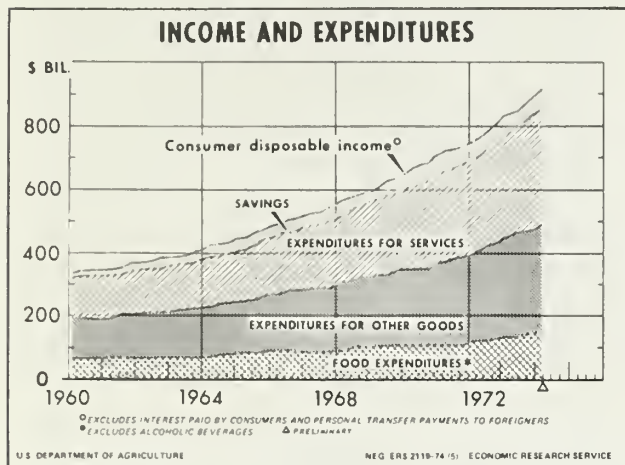 INCOME AND EXPENDITURES
$ BIL.
800
Consumer disposable income°
600
SAVINGS
400
EXPENDITURES FOR SERVICES
200
EXPENDITURES FOR OTHER GOODS
FOOD EXPENDITURES*
0
1960 1964 1968 1972
Δ
° EXCLUDES INTEREST PAID BY CONSUMERS AND PERSONAL TRANSFER PAYMENTS TO FOREIGNERS
* EXCLUDES ALCOHOLIC BEVERAGES Δ PRELIMINARY
U.S. DEPARTMENT OF AGRICULTURE NEG. ERS 2119-74 (5) ECONOMIC RESEARCH SERVICE